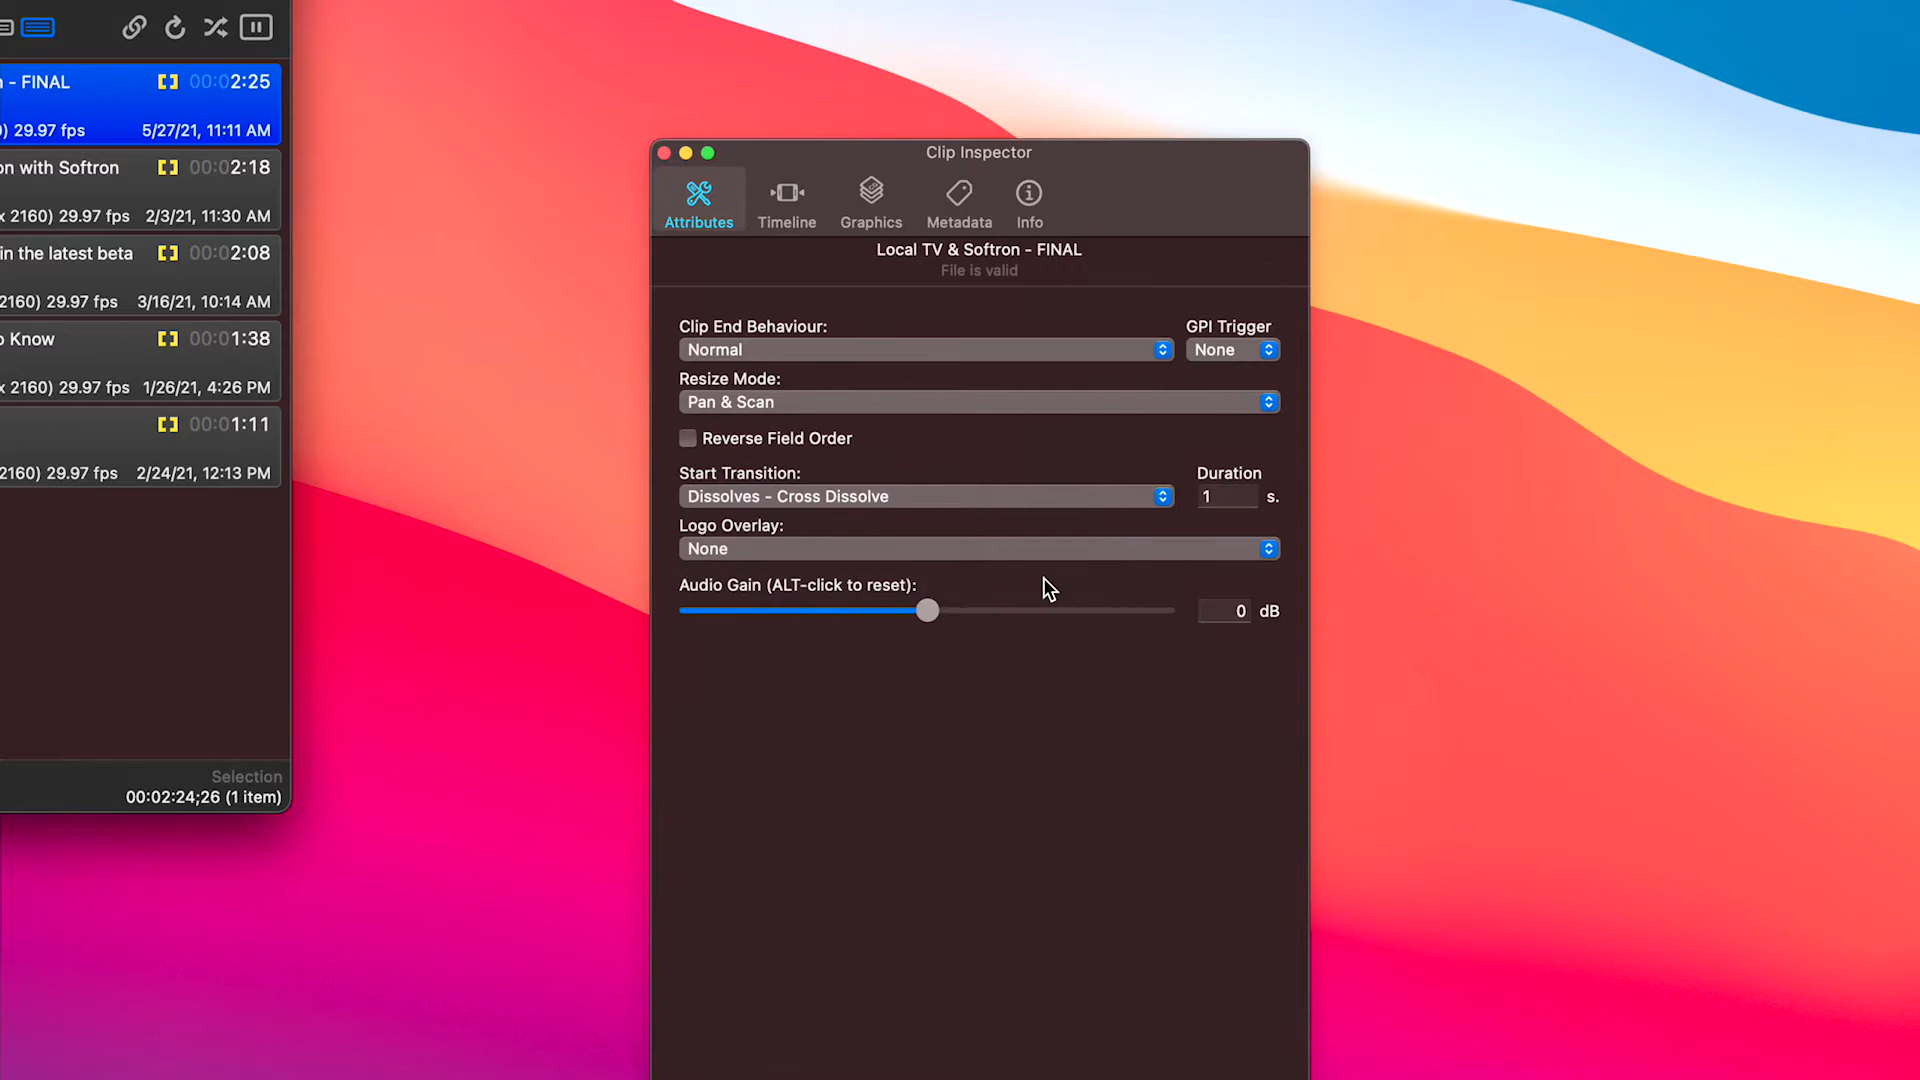 n - FINAL 00:02:25
) 29.97 fps 5/27/21, 11:11 AM
on with Softron 00:02:18
x 2160) 29.97 fps 2/3/21, 11:30 AM
in the latest beta 00:02:08
2160) 29.97 fps 3/16/21, 10:14 AM
o Know 00:01:38
x 2160) 29.97 fps 1/26/21, 4:26 PM
00:01:11
2160) 29.97 fps 2/24/21, 12:13 PM
Selection
00:02:24;26 (1 item)
Clip Inspector
Attributes Timeline Graphics Metadata Info
Local TV & Softron - FINAL
File is valid
Clip End Behaviour: GPI Trigger
Normal None
Resize Mode:
Pan & Scan
Reverse Field Order
Start Transition: Duration
Dissolves - Cross Dissolve 1 s.
Logo Overlay:
None
Audio Gain (ALT-click to reset):
0 dB